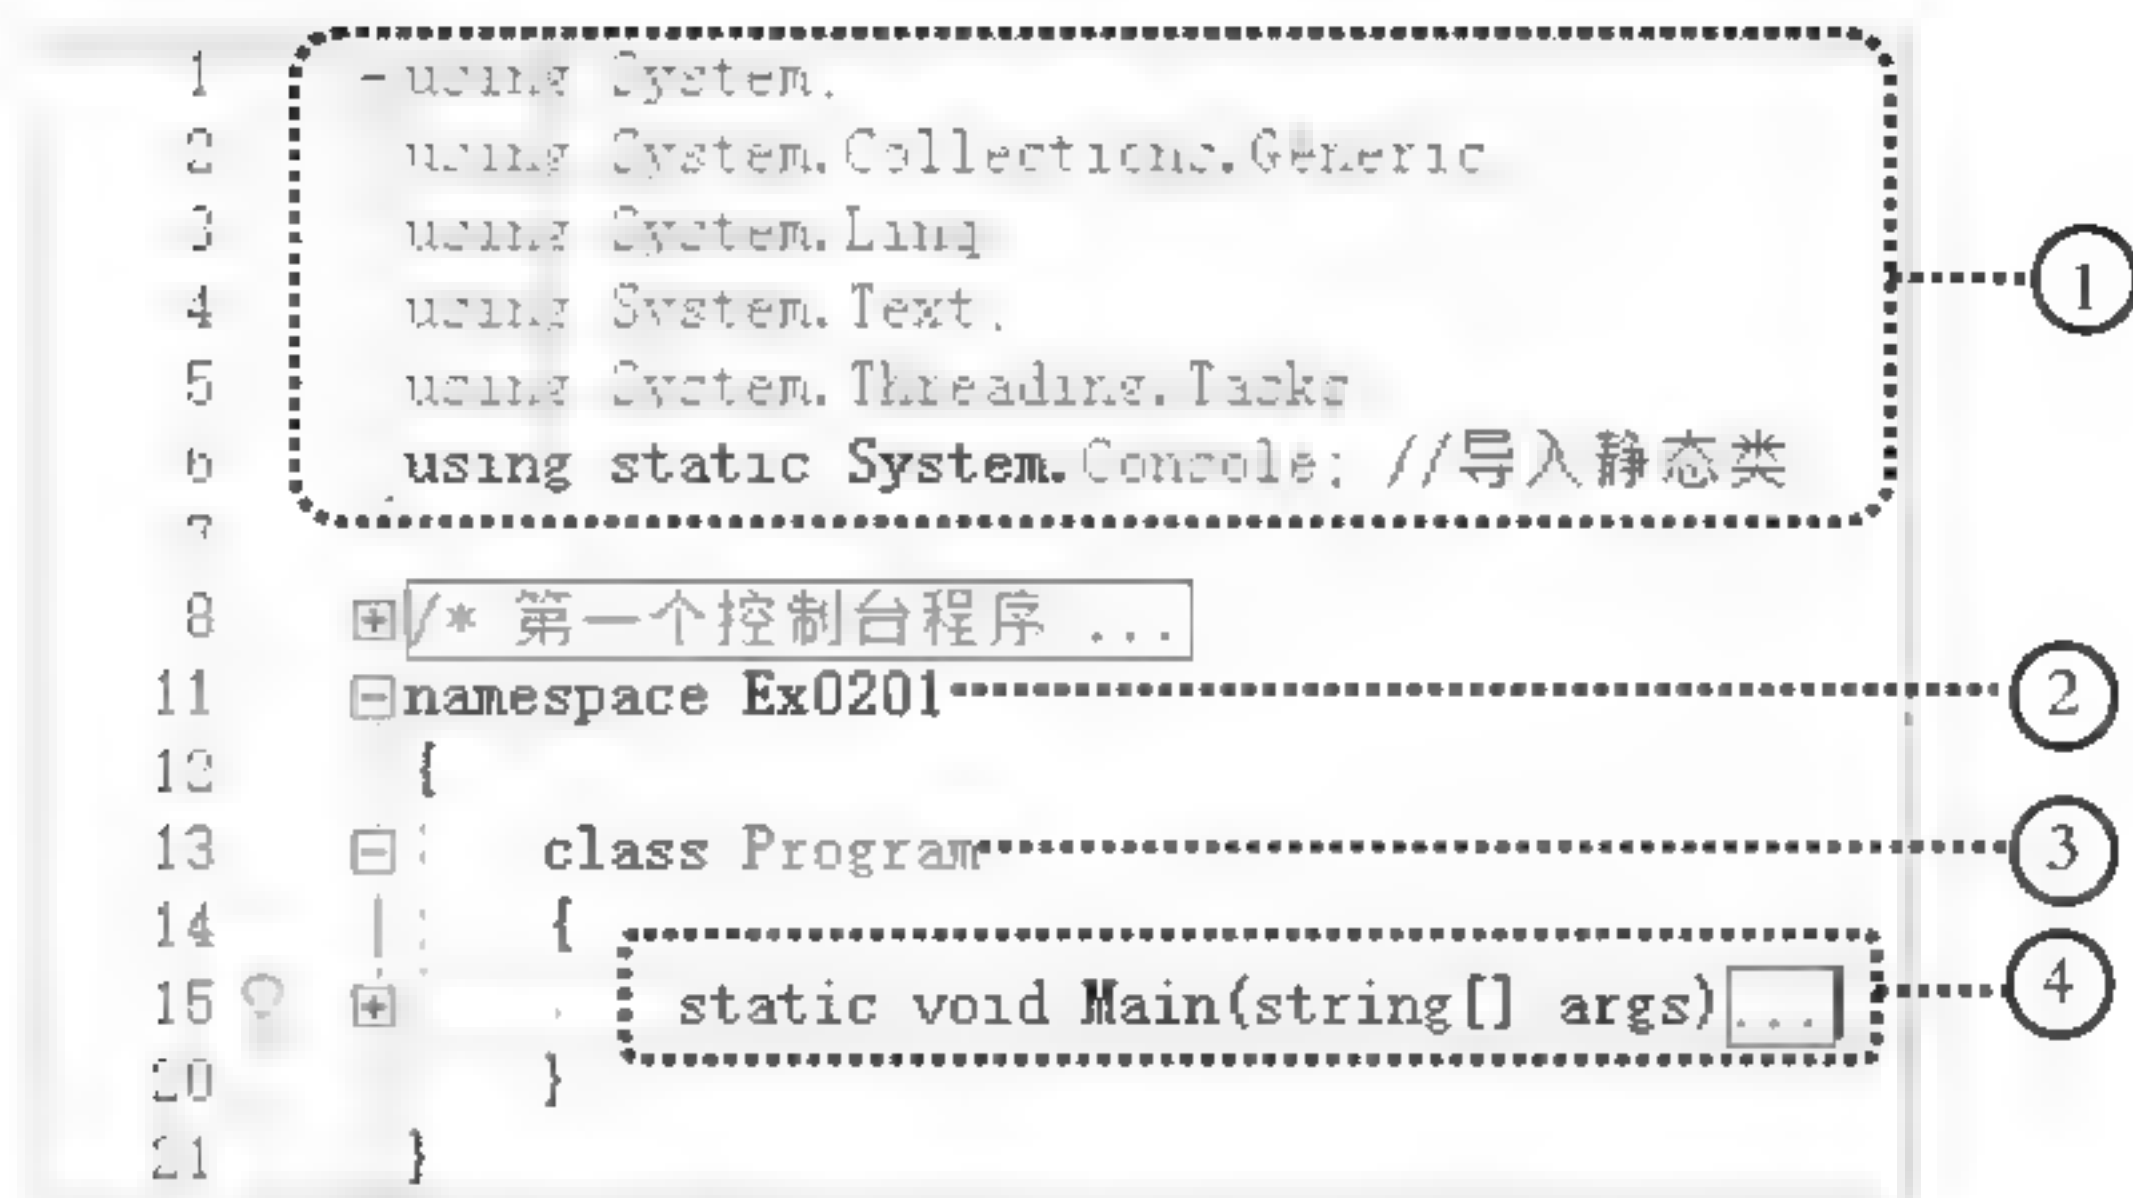 1 using System;
2 using System.Collections.Generic
3 using System.Linq
4 using System.Text;
5 using System.Threading.Tasks
6 using static System.Console; //导入静态类
7
8 /* 第一个控制台程序 ...
11 namespace Ex0201
12 {
13 class Program
14 {
15 static void Main(string[] args)...
20 }
21 }
①
②
③
④